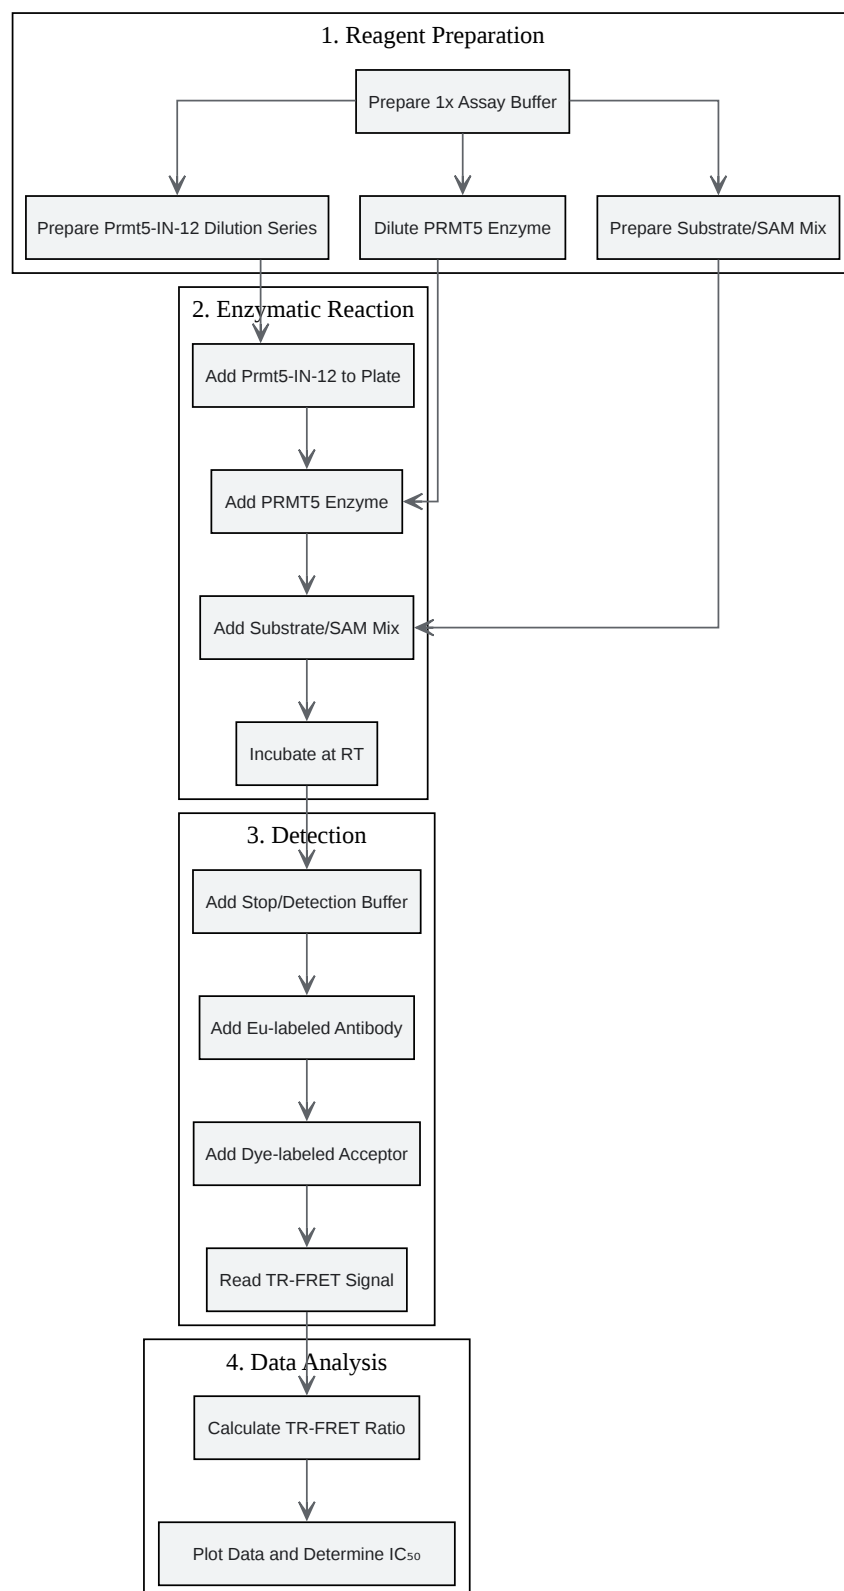 1. Reagent Preparation
Prepare 1x Assay Buffer
Prepare Prmt5-IN-12 Dilution Series
Dilute PRMT5 Enzyme
Prepare Substrate/SAM Mix
2. Enzymatic Reaction
Add Prmt5-IN-12 to Plate
Add PRMT5 Enzyme
Add Substrate/SAM Mix
Incubate at RT
3. Detection
Add Stop/Detection Buffer
Add Eu-labeled Antibody
Add Dye-labeled Acceptor
Read TR-FRET Signal
4. Data Analysis
Calculate TR-FRET Ratio
Plot Data and Determine IC₅₀